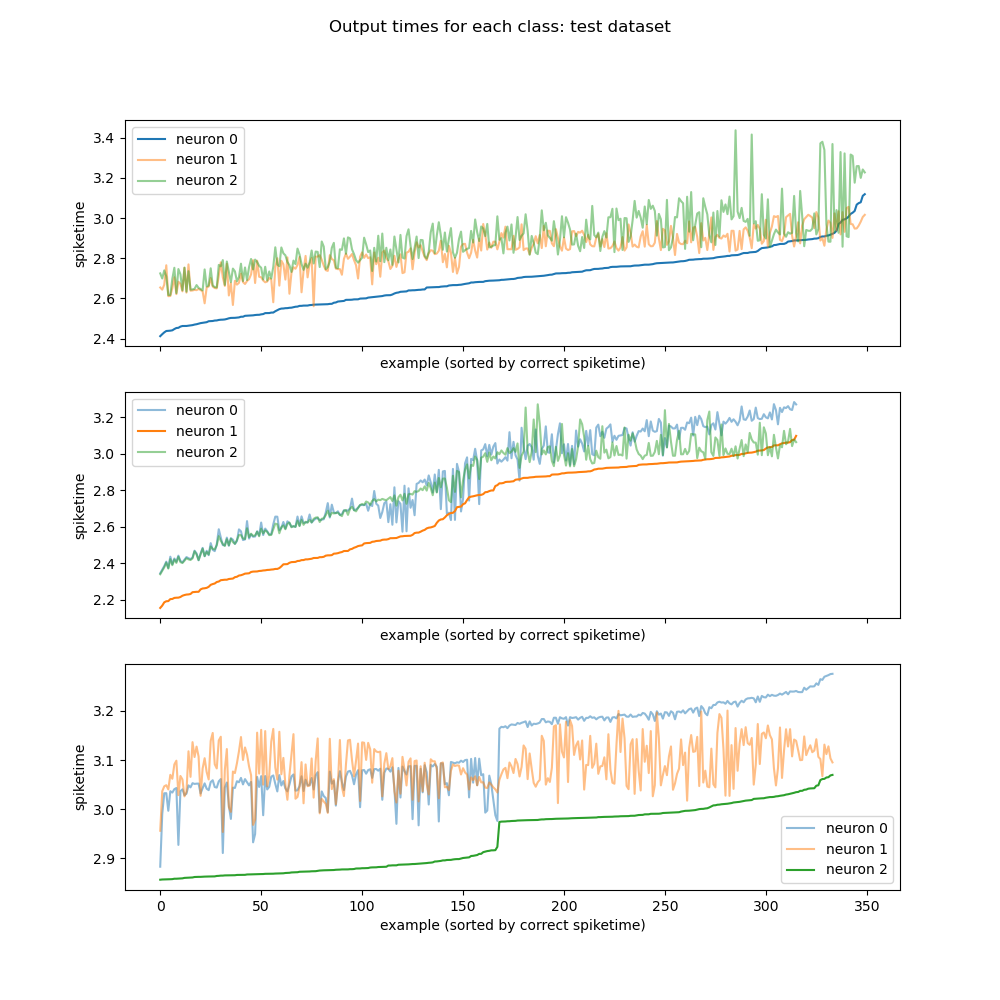 Output times for each class: test dataset
3.4
3.2
3.0
2.8
2.6
2.4
spiketime
neuron 0
neuron 1
neuron 2
example (sorted by correct spiketime)
3.2
3.0
2.8
2.6
2.4
2.2
spiketime
neuron 0
neuron 1
neuron 2
example (sorted by correct spiketime)
3.2
3.1
3.0
2.9
spiketime
neuron 0
neuron 1
neuron 2
0 50 100 150 200 250 300 350
example (sorted by correct spiketime)